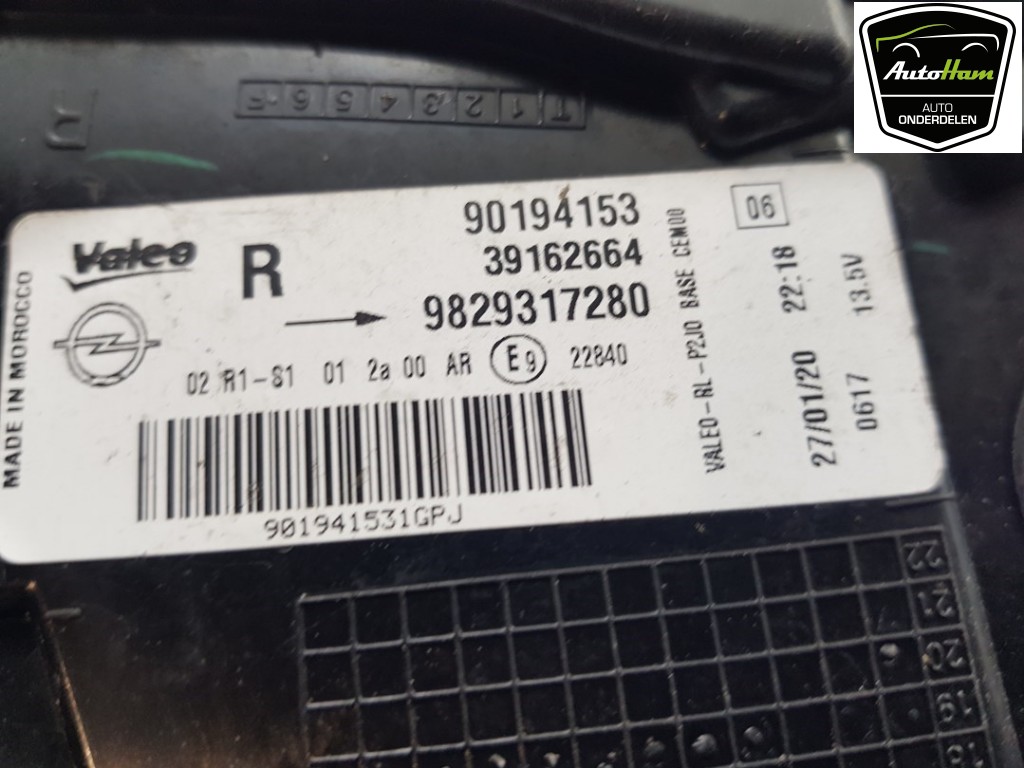 AutoHam
AUTO
ONDERDELEN
T 1 2 3 4 5 6 F
Valeo
R
90194153
39162664
9829317280
06
MADE IN MOROCCO
02 R1-S1 01 2a 00 AR E9 22840
VALEO-RL-P2JO BASE CEM00
27/01/20 22:18
0617 13.5V
901941531GPJ
22
21
20
19